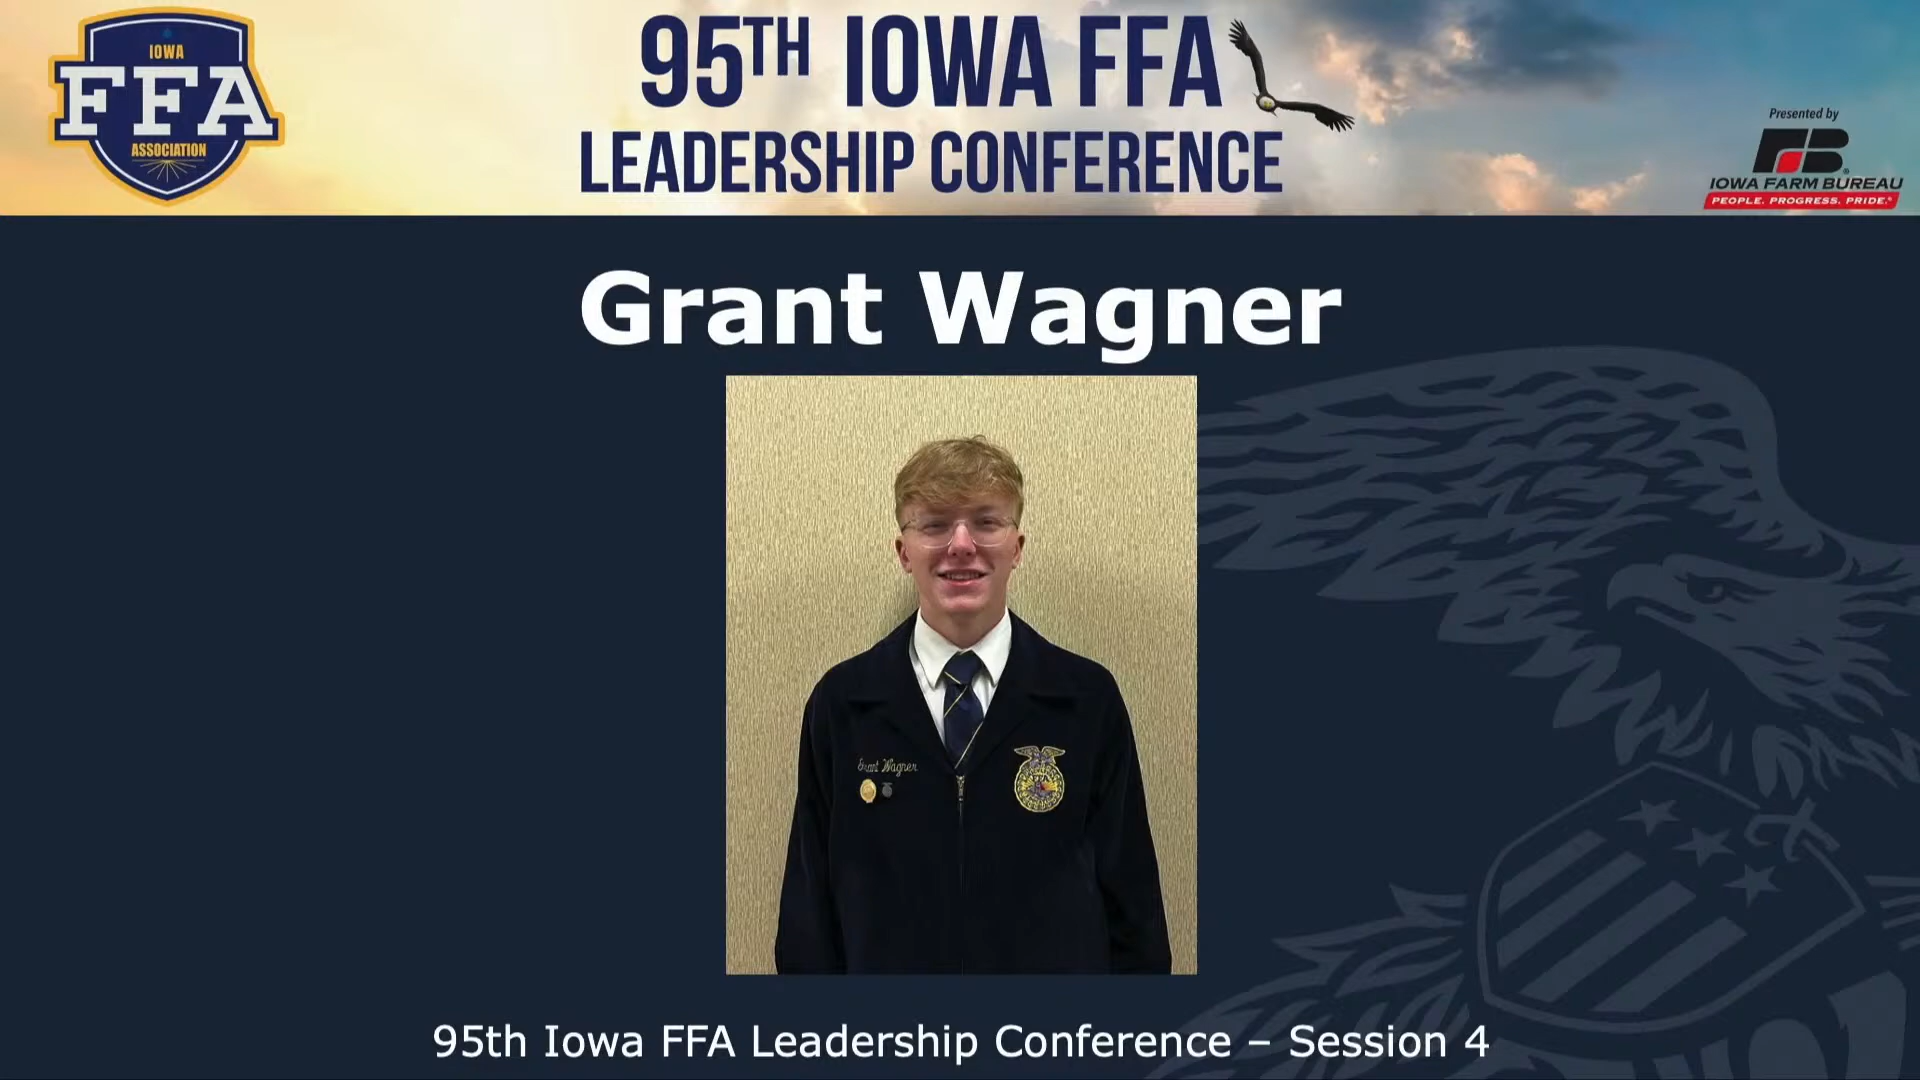 IOWA
FFA
ASSOCIATION
95TH IOWA FFA
LEADERSHIP CONFERENCE
Presented by
FB
IOWA FARM BUREAU
PEOPLE. PROGRESS. PRIDE.®
Grant Wagner
Grant Wagner
95th Iowa FFA Leadership Conference – Session 4